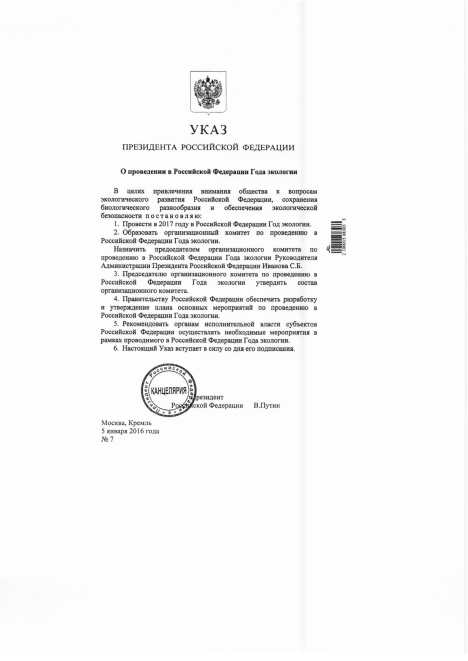 УКАЗ
ПРЕЗИДЕНТА РОССИЙСКОЙ ФЕДЕРАЦИИ
О проведении в Российской Федерации Года экологии
В целях привлечения внимания общества к вопросам
экологического развития Российской Федерации, сохранения
биологического разнообразия и обеспечения экологической
безопасности постановляю:
1. Провести в 2017 году в Российской Федерации Год экологии.
2. Образовать организационный комитет по проведению в
Российской Федерации Года экологии.
Назначить председателем организационного комитета по
проведению в Российской Федерации Года экологии Руководителя
Администрации Президента Российской Федерации Иванова С.Б.
3. Председателю организационного комитета по проведению в
Российской Федерации Года экологии утвердить состав
организационного комитета.
4. Правительству Российской Федерации обеспечить разработку
и утверждение плана основных мероприятий по проведению в
Российской Федерации Года экологии.
5. Рекомендовать органам исполнительной власти субъектов
Российской Федерации осуществлять необходимые мероприятия в
рамках проводимого в Российской Федерации Года экологии.
6. Настоящий Указ вступает в силу со дня его подписания.
Президент Российской Федерации
КАНЦЕЛЯРИЯ
Президент
Российской Федерации В.Путин
Москва, Кремль
5 января 2016 года
№ 7